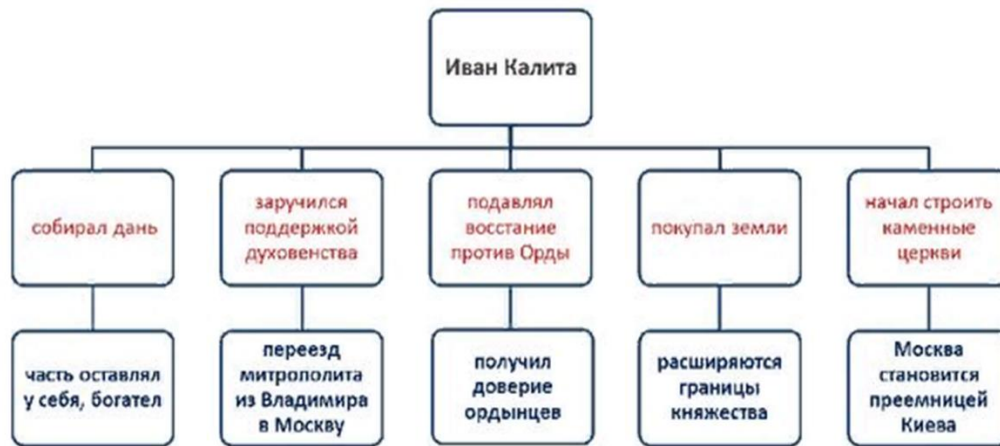 Иван Калита
собирал дань
заручился
поддержкой
духовенства
подавлял
восстание
против Орды
покупал земли
начал строить
каменные
церкви
часть оставлял
у себя, богател
переезд
митрополита
из Владимира
в Москву
получил
доверие
ордынцев
расширяются
границы
княжества
Москва
становится
преемницей
Киева